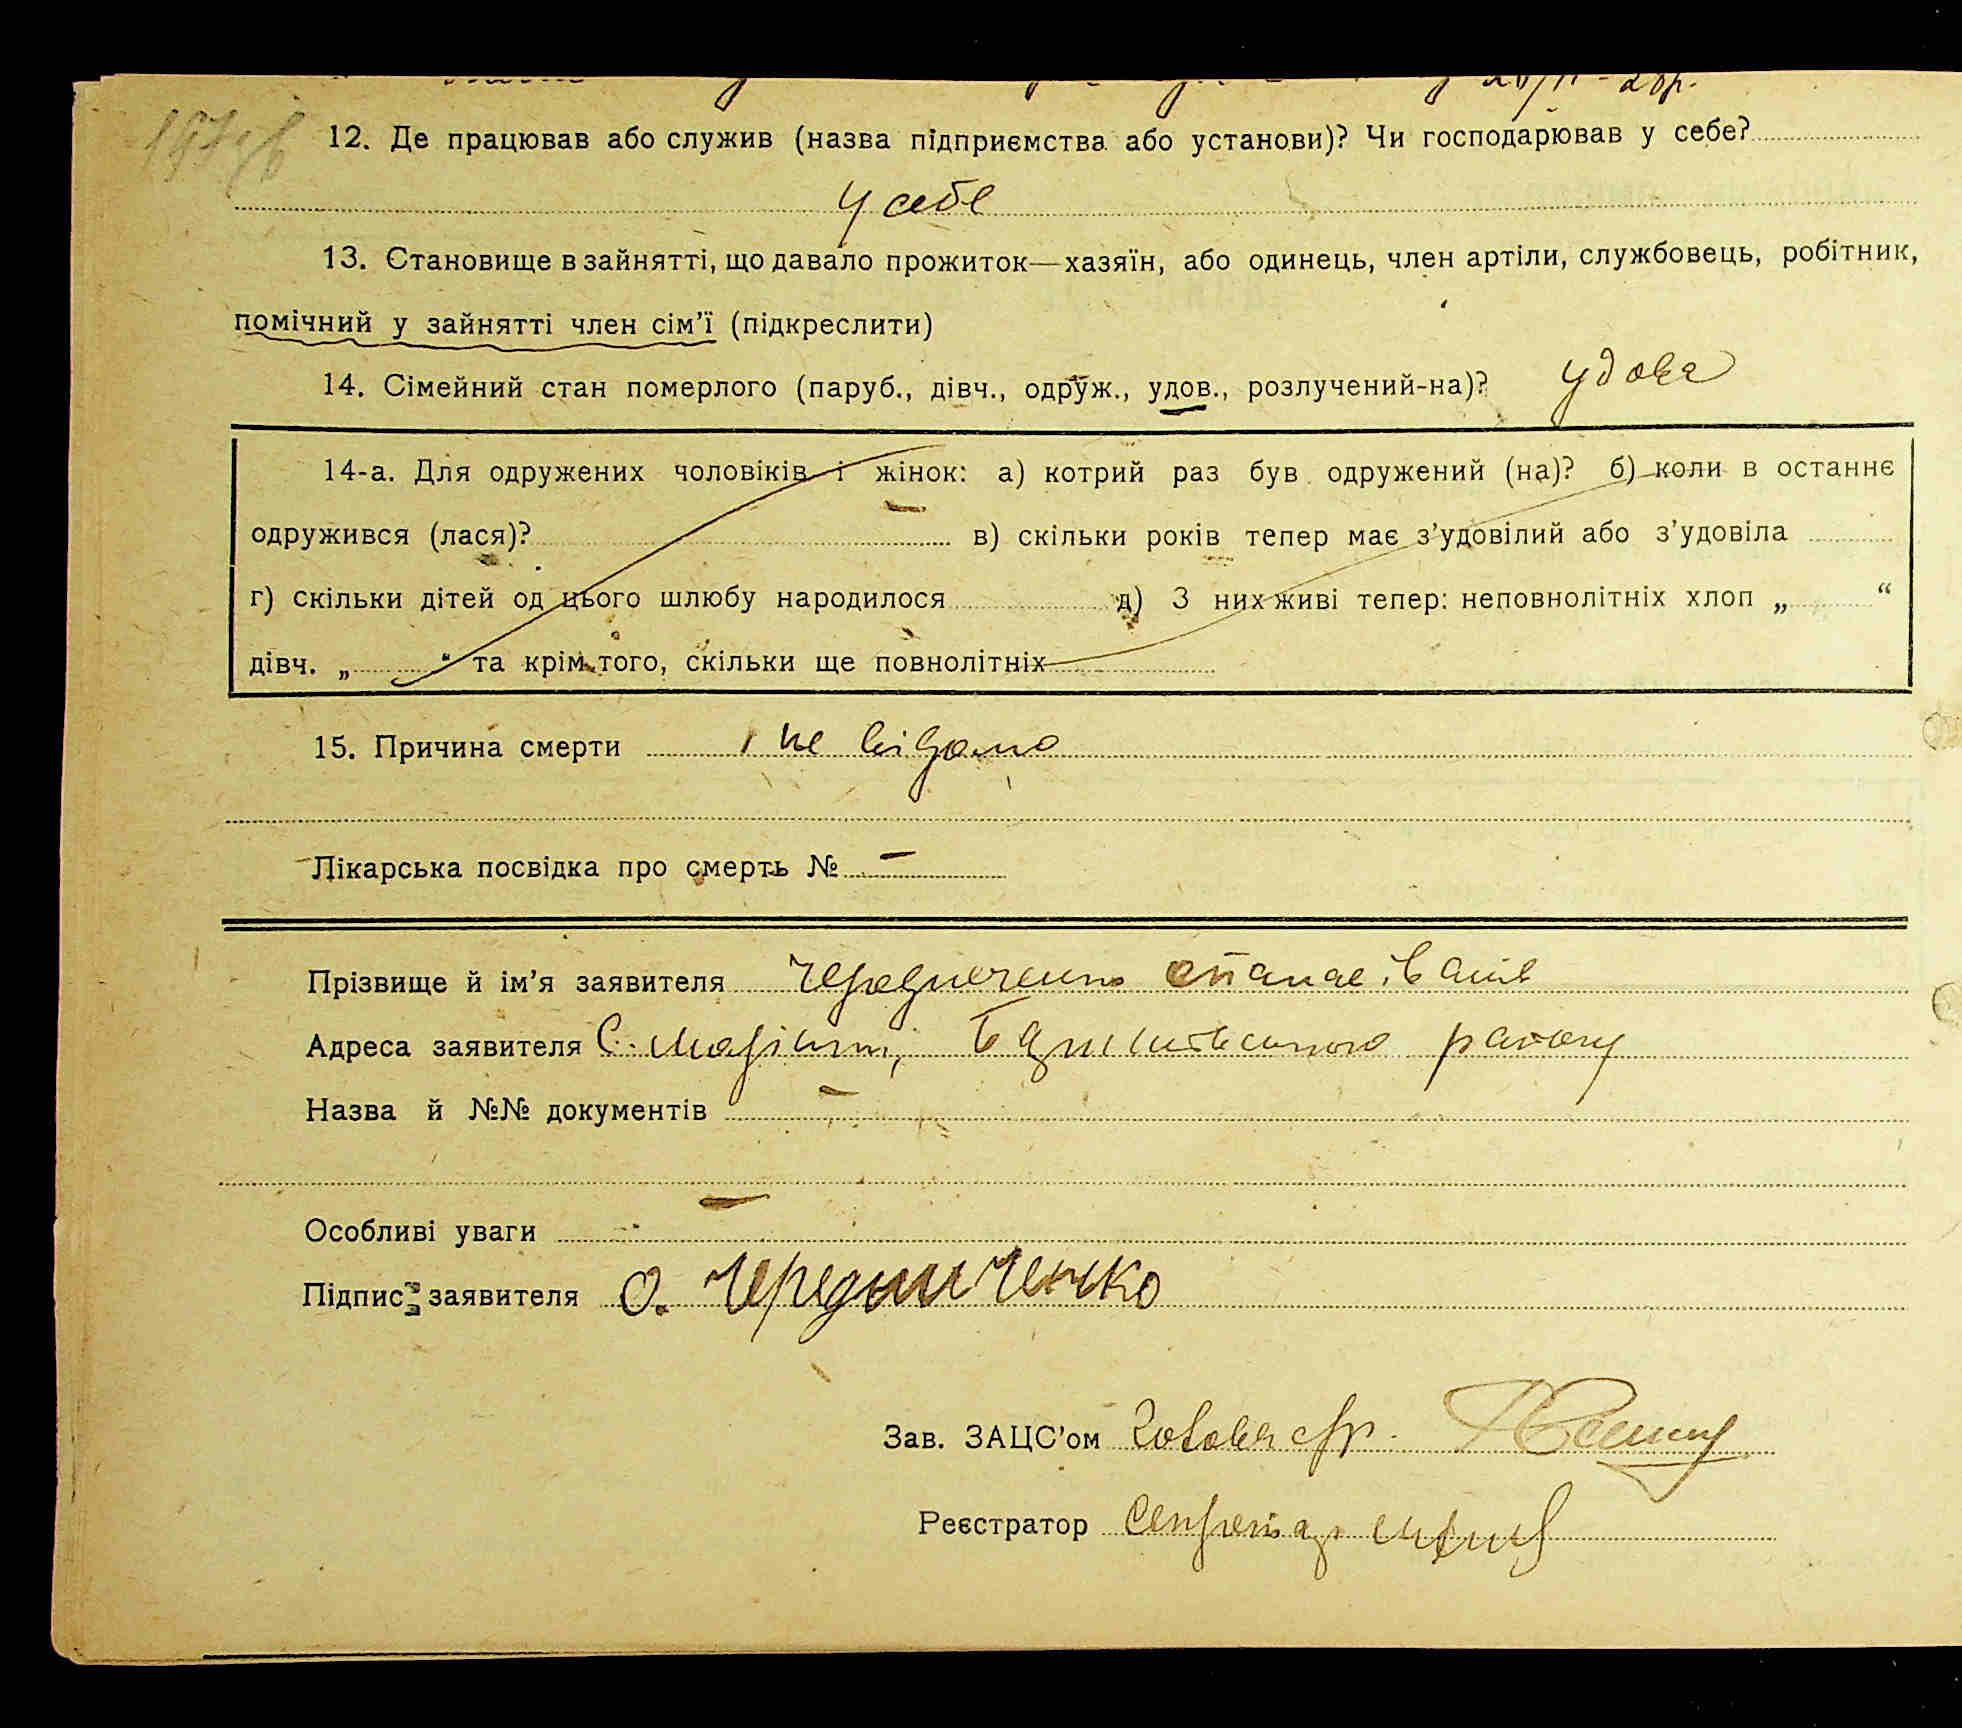 12. Де працював або служив (назва підприємства або установи)? Чи господарював у себе?
у себе
13. Становище в зайнятті, що давало прожиток—хазяїн, або одинець, член артіли, службовець, робітник,
помічний у зайнятті член сім’ї (підкреслити)
14. Сімейний стан померлого (паруб., дівч., одруж., удов., розлучений-на)? удова
14-а. Для одружених чоловіків і жінок: а) котрий раз був одружений (на)? б) коли в останнє
одружився (лася)? в) скільки років тепер має з’удовілий або з’удовіла
г) скільки дітей од цього шлюбу народилося д) З них живі тепер: неповнолітніх хлоп „ “
дівч. „ “ та крім того, скільки ще повнолітніх
15. Причина смерти не відомо
Лікарська посвідка про смерть № —
Прізвище й ім’я заявителя Чередниченко
Адреса заявителя С. району
Назва й №№ документів —
Особливі уваги —
Підпис заявителя О. Чередниченко
Зав. ЗАЦС’ом Голова с/р.
Реєстратор Секретар